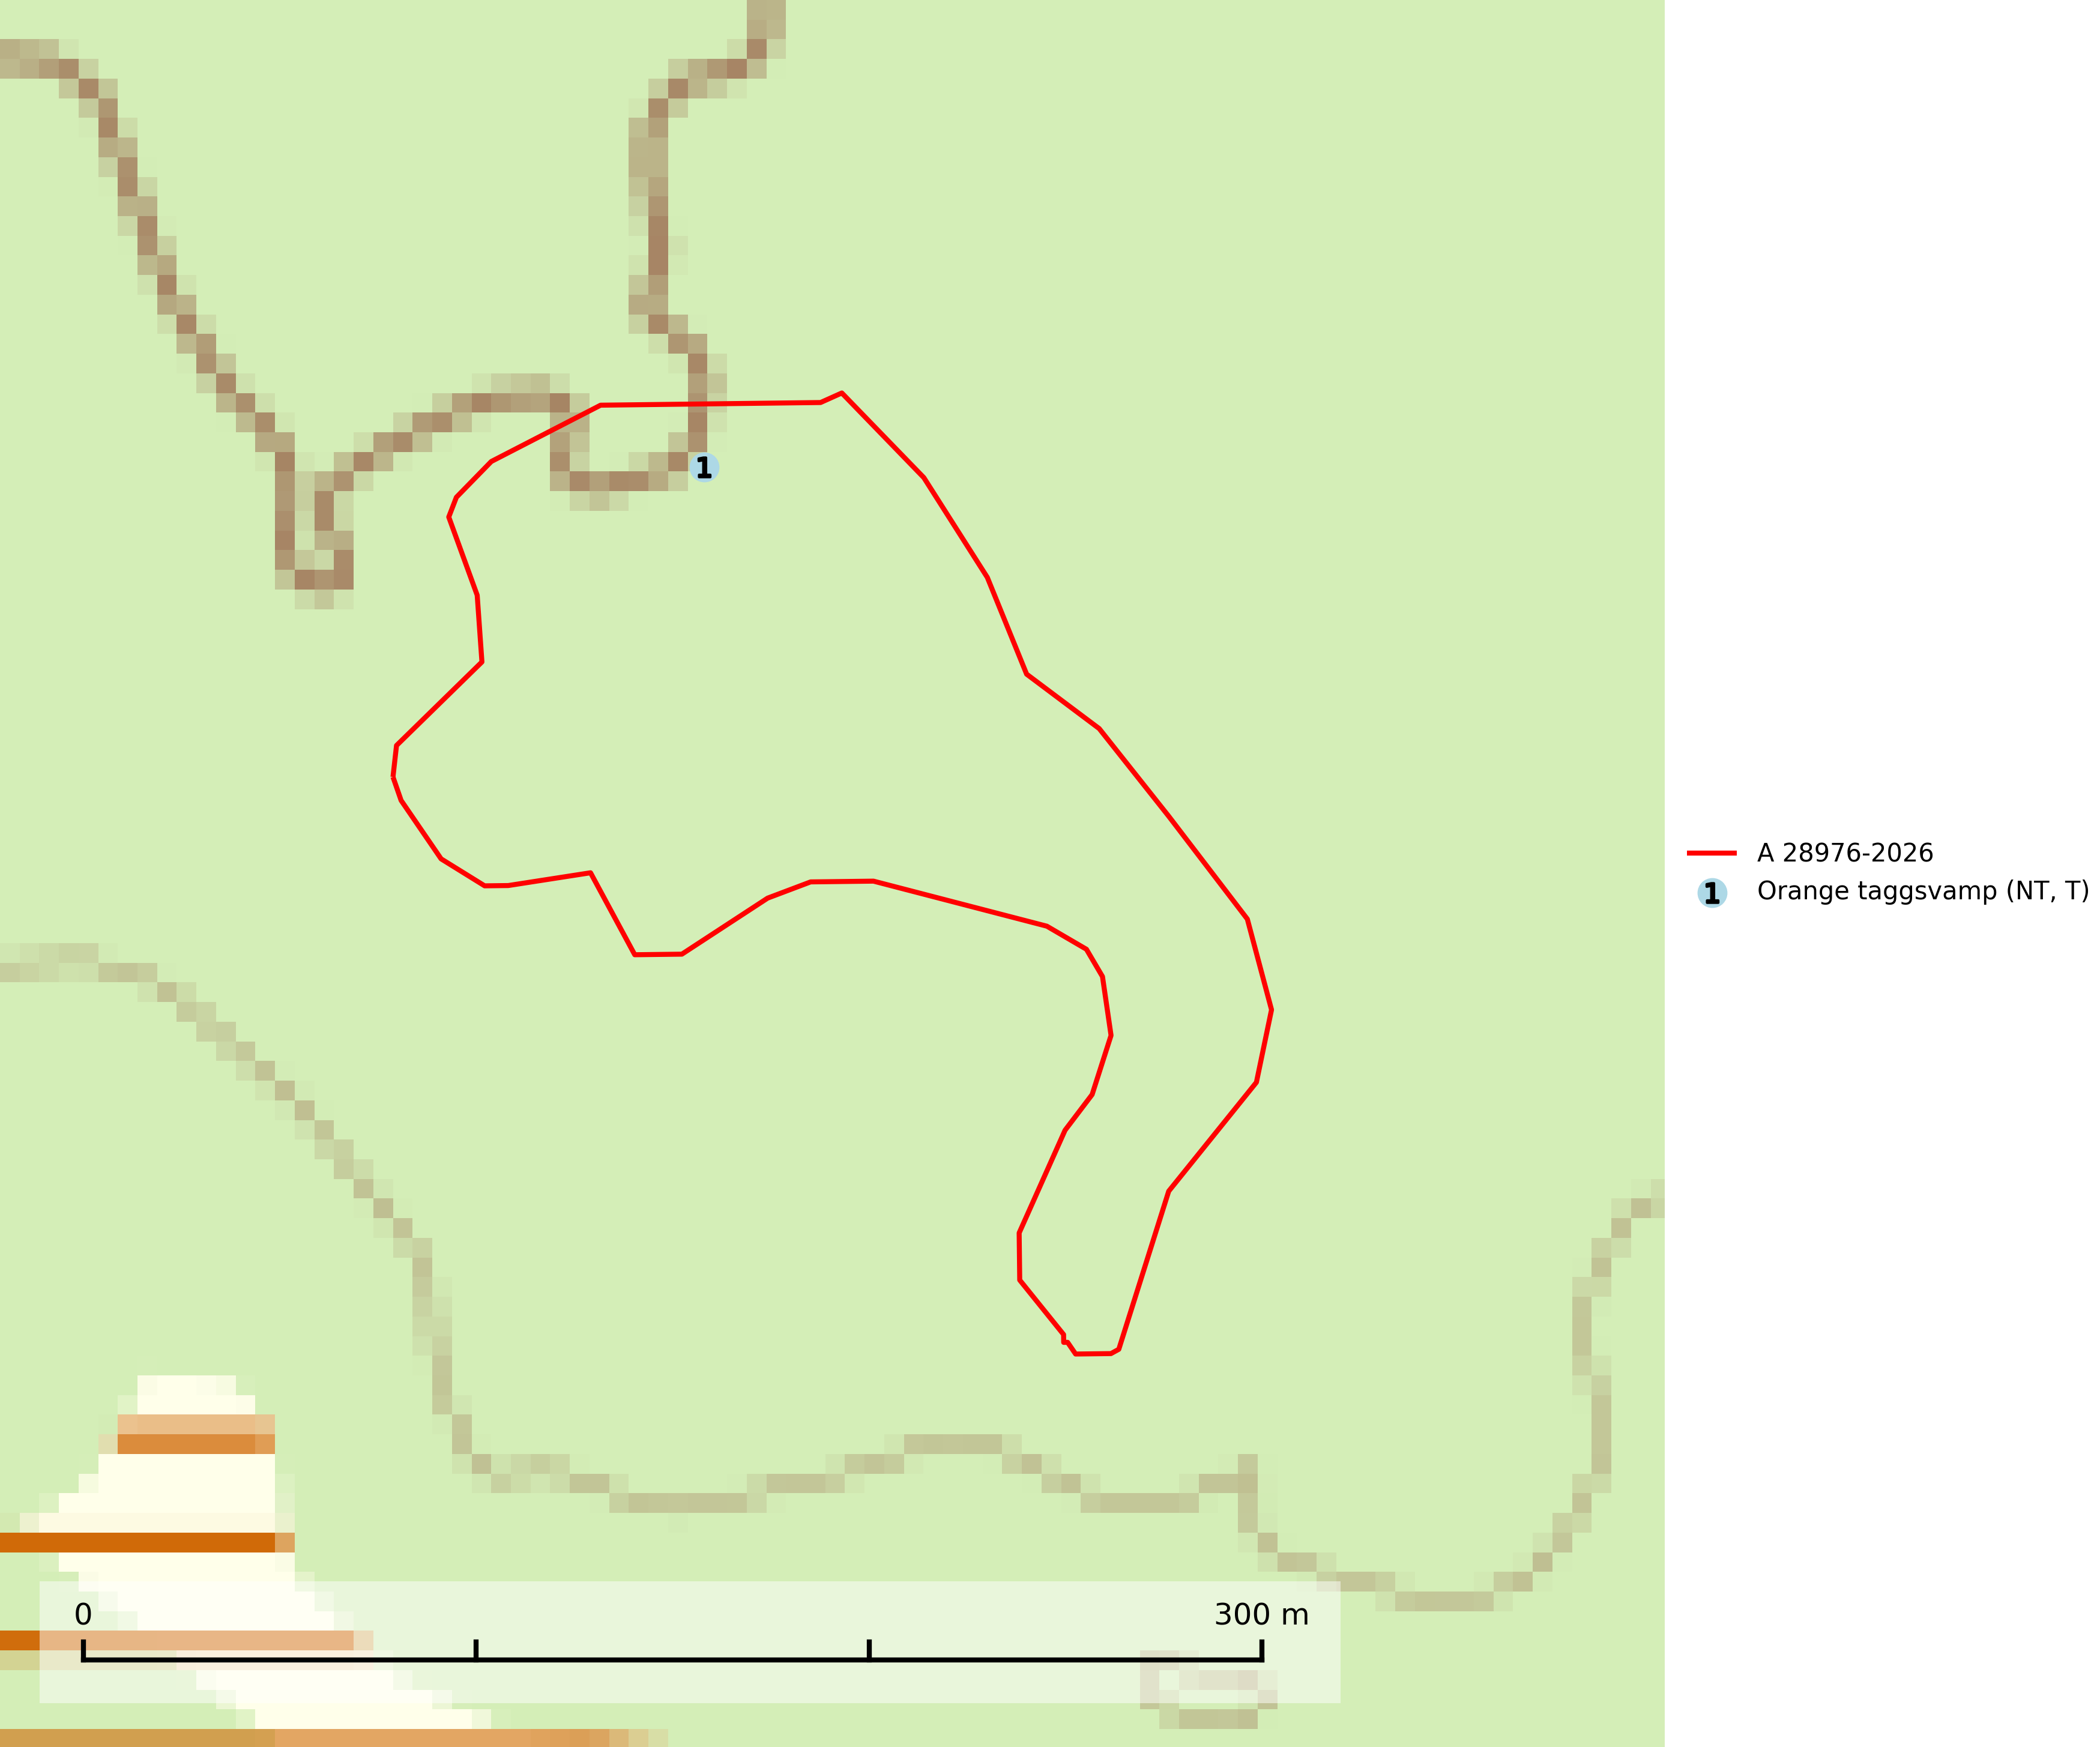 1
A 28976-2026
1 Orange taggsvamp (NT, T)
0 300 m